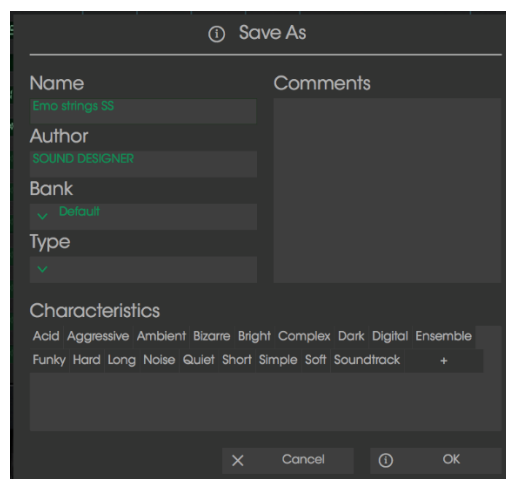 Save As
Name
Emo strings SS
Author
SOUND DESIGNER
Bank
Default
Type
Comments
Characteristics
Acid Aggressive Ambient Bizarre Bright Complex Dark Digital Ensemble
Funky Hard Long Noise Quiet Short Simple Soft Soundtrack +
Cancel OK